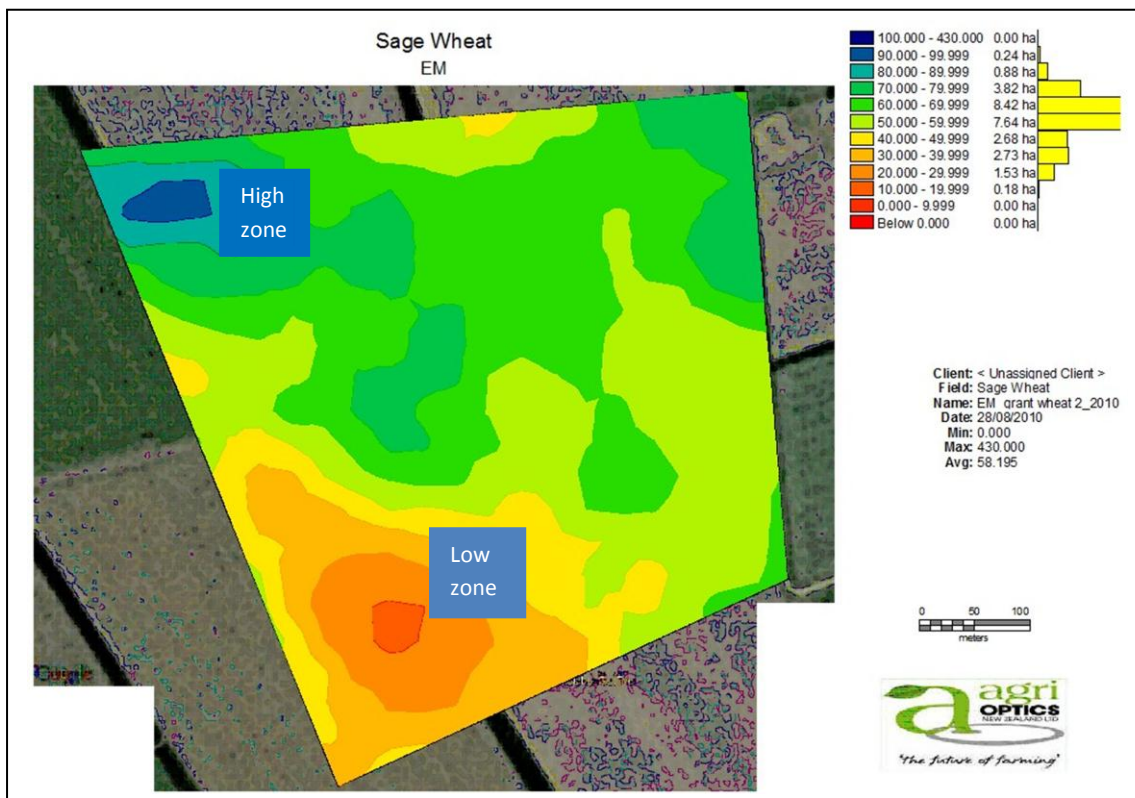 Sage Wheat
EM
High
zone
Low
zone
100.000 - 430.000 0.00 ha
90.000 - 99.999 0.24 ha
80.000 - 89.999 0.88 ha
70.000 - 79.999 3.82 ha
60.000 - 69.999 8.42 ha
50.000 - 59.999 7.64 ha
40.000 - 49.999 2.68 ha
30.000 - 39.999 2.73 ha
20.000 - 29.999 1.53 ha
10.000 - 19.999 0.18 ha
0.000 - 9.999 0.00 ha
Below 0.000 0.00 ha
Client: < Unassigned Client >
Field: Sage Wheat
Name: EM_grant wheat 2_2010
Date: 28/08/2010
Min: 0.000
Max: 430.000
Avg: 58.195
0 50 100
meters
a agri
OPTICS
NEW ZEALAND LTD
'The future of farming'